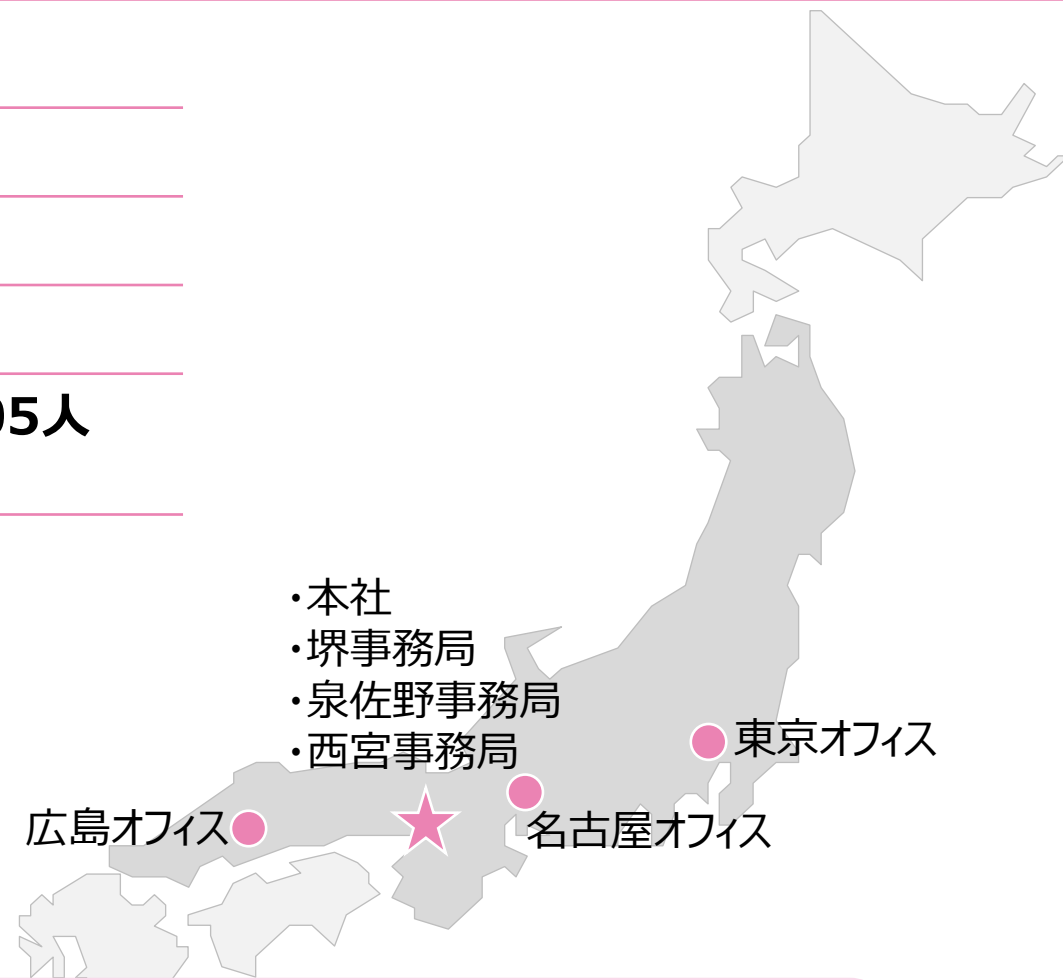 05人
・本社
・堺事務局
・泉佐野事務局
・西宮事務局
東京オフィス
広島オフィス
名古屋オフィス